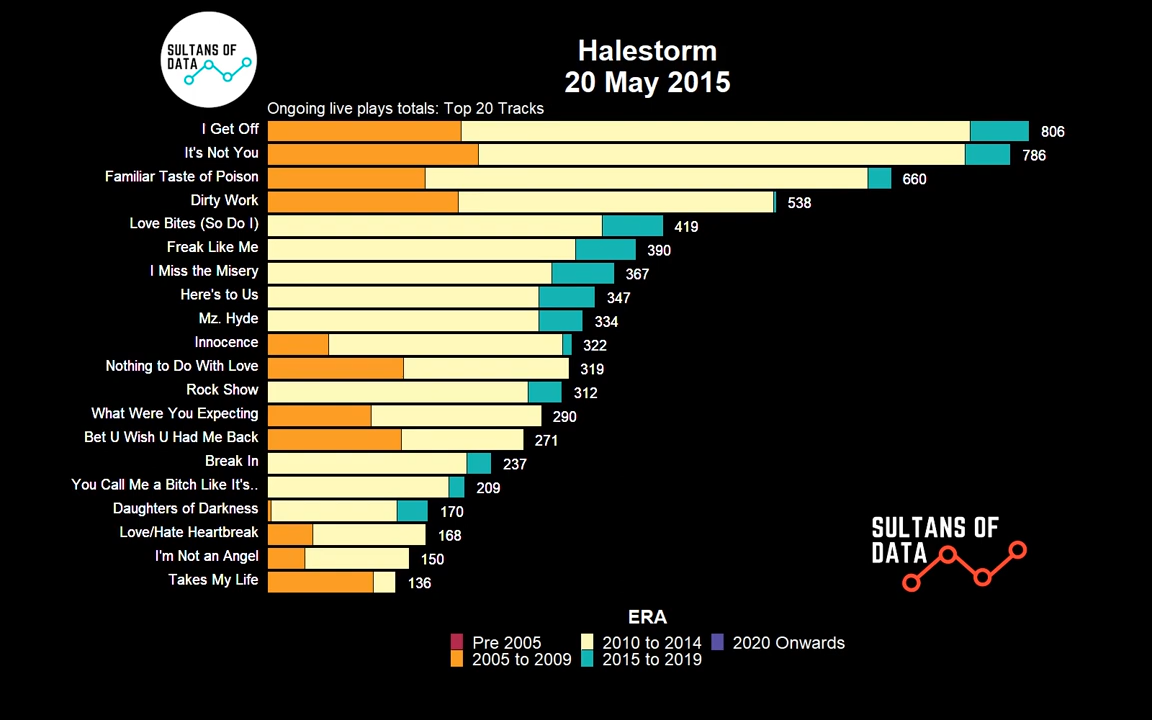 SULTANS OF
DATA
Halestorm
20 May 2015
Ongoing live plays totals: Top 20 Tracks
I Get Off 806
It's Not You 786
Familiar Taste of Poison 660
Dirty Work 538
Love Bites (So Do I) 419
Freak Like Me 390
I Miss the Misery 367
Here's to Us 347
Mz. Hyde 334
Innocence 322
Nothing to Do With Love 319
Rock Show 312
What Were You Expecting 290
Bet U Wish U Had Me Back 271
Break In 237
You Call Me a Bitch Like It's.. 209
Daughters of Darkness 170
Love/Hate Heartbreak 168
I'm Not an Angel 150
Takes My Life 136
SULTANS OF
DATA
ERA
Pre 2005 2010 to 2014 2020 Onwards
2005 to 2009 2015 to 2019